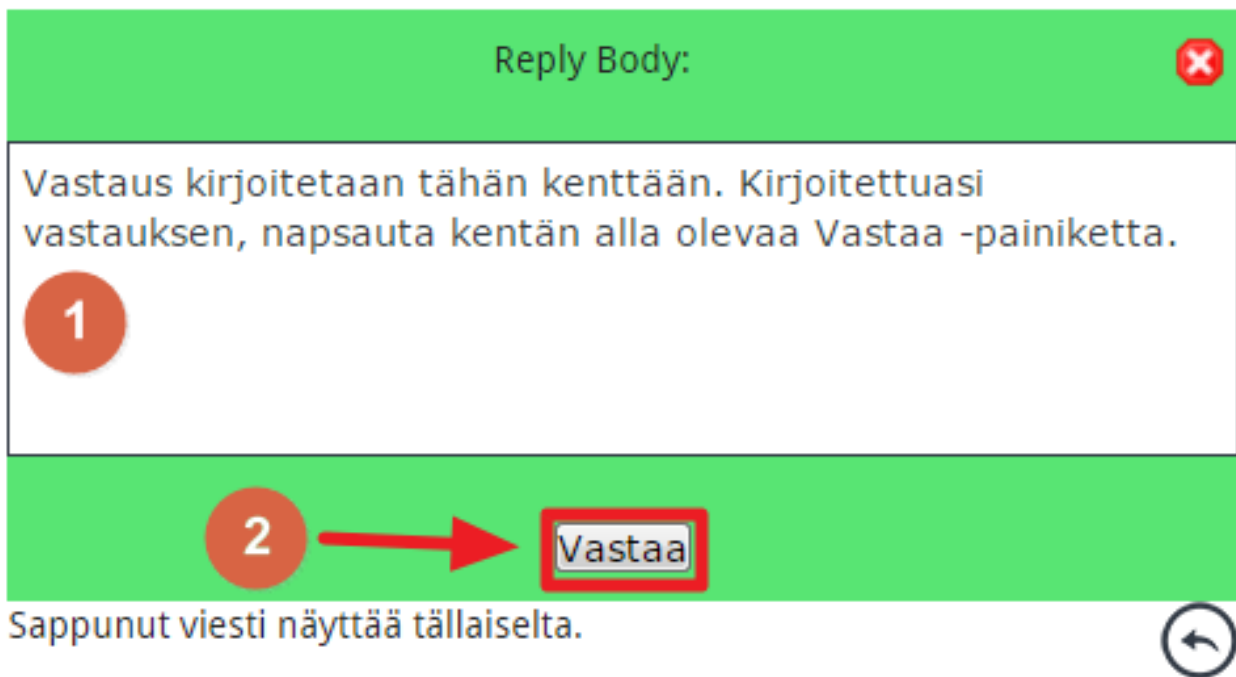 Reply Body:
Vastaus kirjoitetaan tähän kenttään. Kirjoitettuasi
vastauksen, napsauta kentän alla olevaa Vastaa -painiketta.
1
2
Vastaa
Sappunut viesti näyttää tällaiselta.